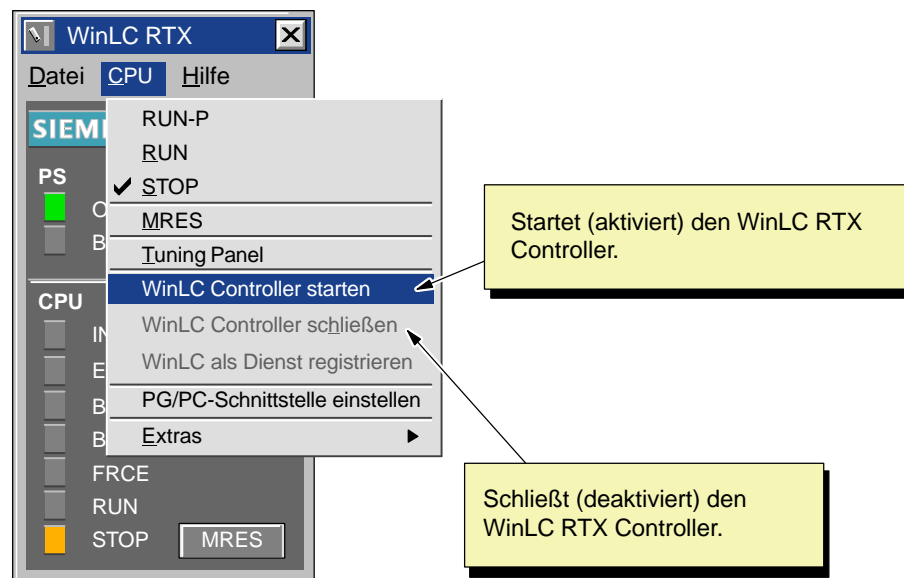 WinLC RTX
Datei CPU Hilfe
SIEM
RUN-P
RUN
STOP
MRES
Tuning Panel
WinLC Controller starten
WinLC Controller schließen
WinLC als Dienst registrieren
PG/PC-Schnittstelle einstellen
Extras
PS
O
B
CPU
IN
E
B
B
FRCE
RUN
STOP MRES
Startet (aktiviert) den WinLC RTX
Controller.
Schließt (deaktiviert) den
WinLC RTX Controller.